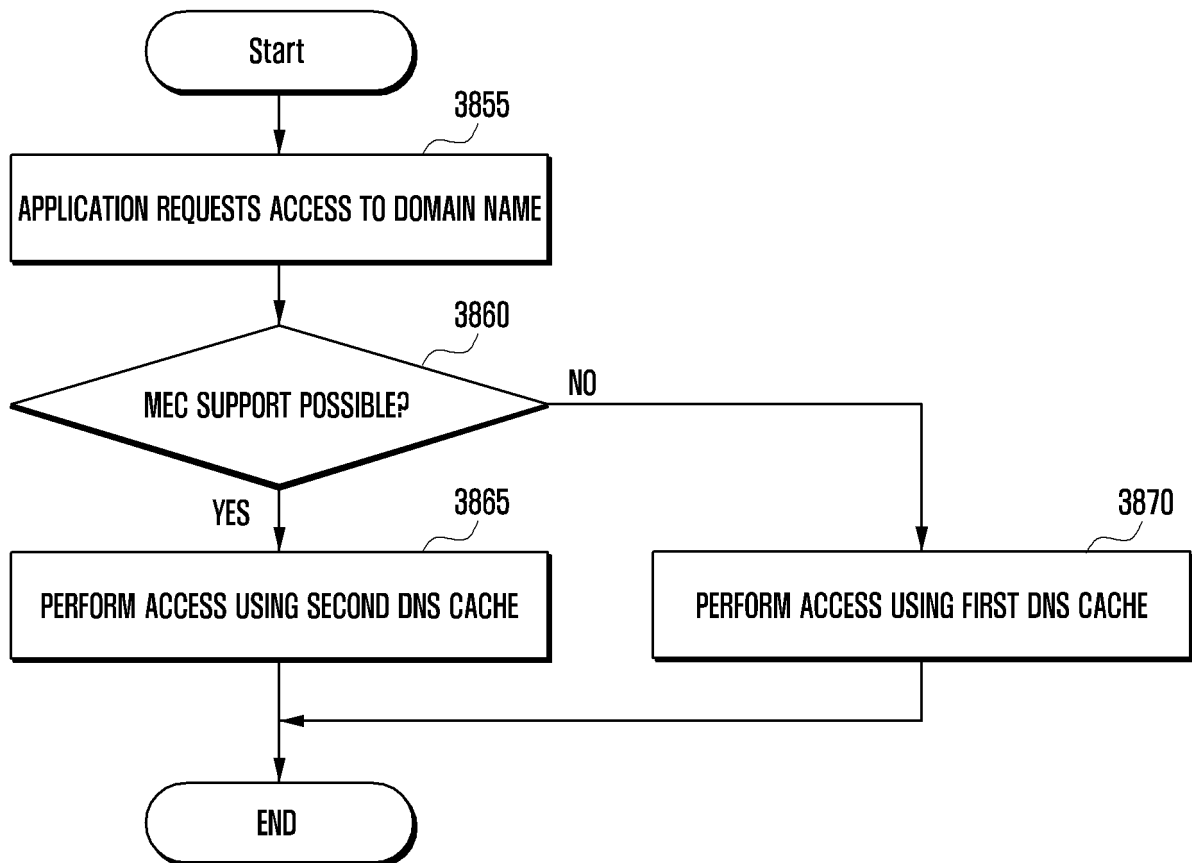 Start
3855
APPLICATION REQUESTS ACCESS TO DOMAIN NAME
3860
MEC SUPPORT POSSIBLE?
NO
YES
3865
PERFORM ACCESS USING SECOND DNS CACHE
3870
PERFORM ACCESS USING FIRST DNS CACHE
END